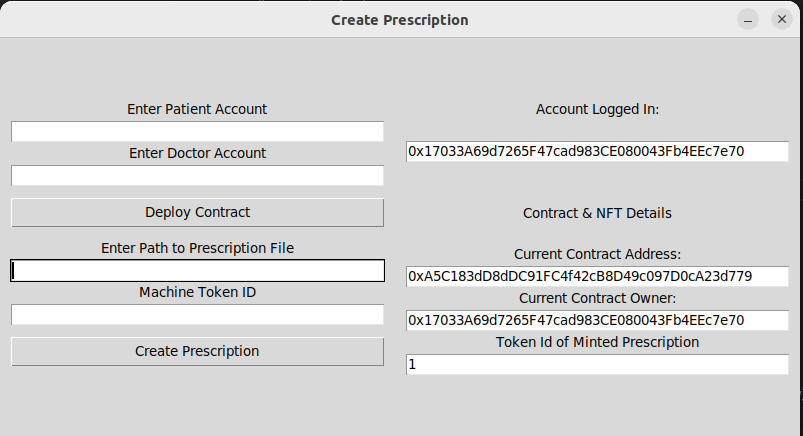 Create Prescription
Enter Patient Account
Enter Doctor Account
Deploy Contract
Enter Path to Prescription File
Machine Token ID
Create Prescription
Account Logged In:
0x17033A69d7265F47cad983CE080043Fb4EEc7e70
Contract & NFT Details
Current Contract Address:
0xA5C183dD8dDC91FC4f42cB8D49c097D0cA23d779
Current Contract Owner:
0x17033A69d7265F47cad983CE080043Fb4EEc7e70
Token Id of Minted Prescription
1